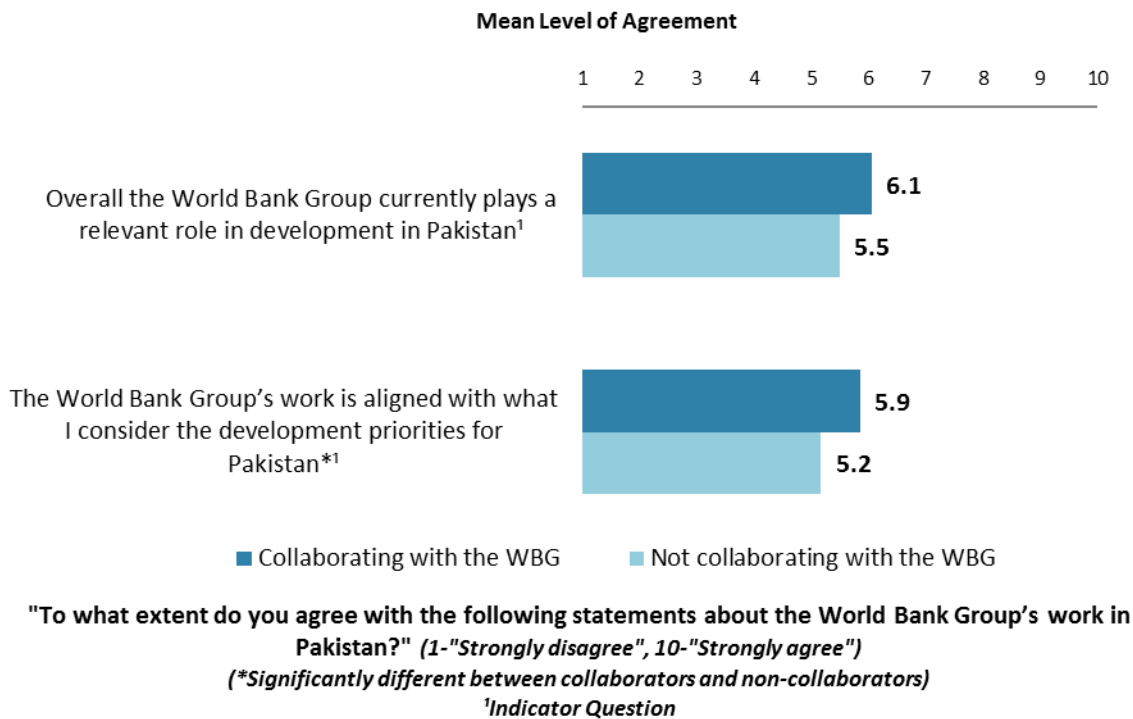 Mean Level of Agreement
1 2 3 4 5 6 7 8 9 10
Overall the World Bank Group currently plays a
relevant role in development in Pakistan¹
6.1
5.5
The World Bank Group’s work is aligned with what
I consider the development priorities for
Pakistan*¹
5.9
5.2
Collaborating with the WBG Not collaborating with the WBG
"To what extent do you agree with the following statements about the World Bank Group’s work in
Pakistan?" (1-"Strongly disagree", 10-"Strongly agree")
(*Significantly different between collaborators and non-collaborators)
¹Indicator Question